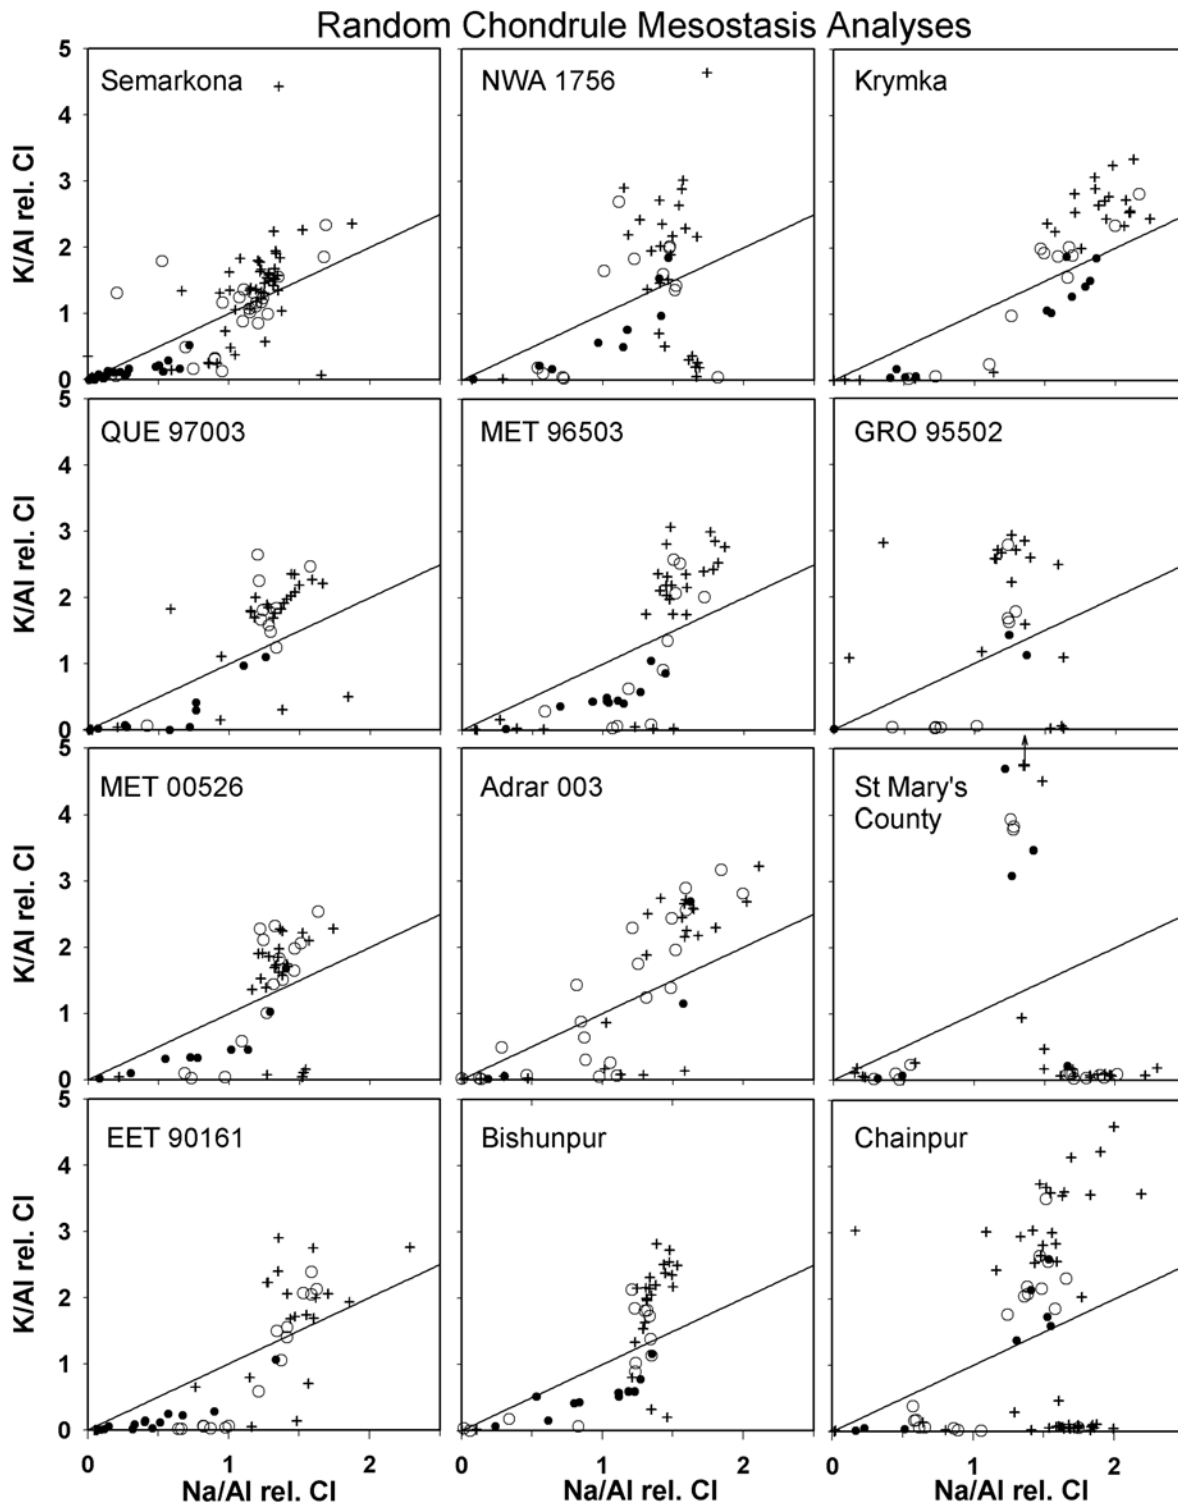 Random Chondrule Mesostasis Analyses
5
4
3
2
1
0
K/Al rel. CI
Semarkona
NWA 1756
Krymka
5
4
3
2
1
0
K/Al rel. CI
QUE 97003
MET 96503
GRO 95502
5
4
3
2
1
0
K/Al rel. CI
MET 00526
Adrar 003
St Mary's
County
5
4
3
2
1
0
K/Al rel. CI
EET 90161
Bishunpur
Chainpur
0 1 2
0 1 2
0 1 2
Na/Al rel. CI
Na/Al rel. CI
Na/Al rel. CI